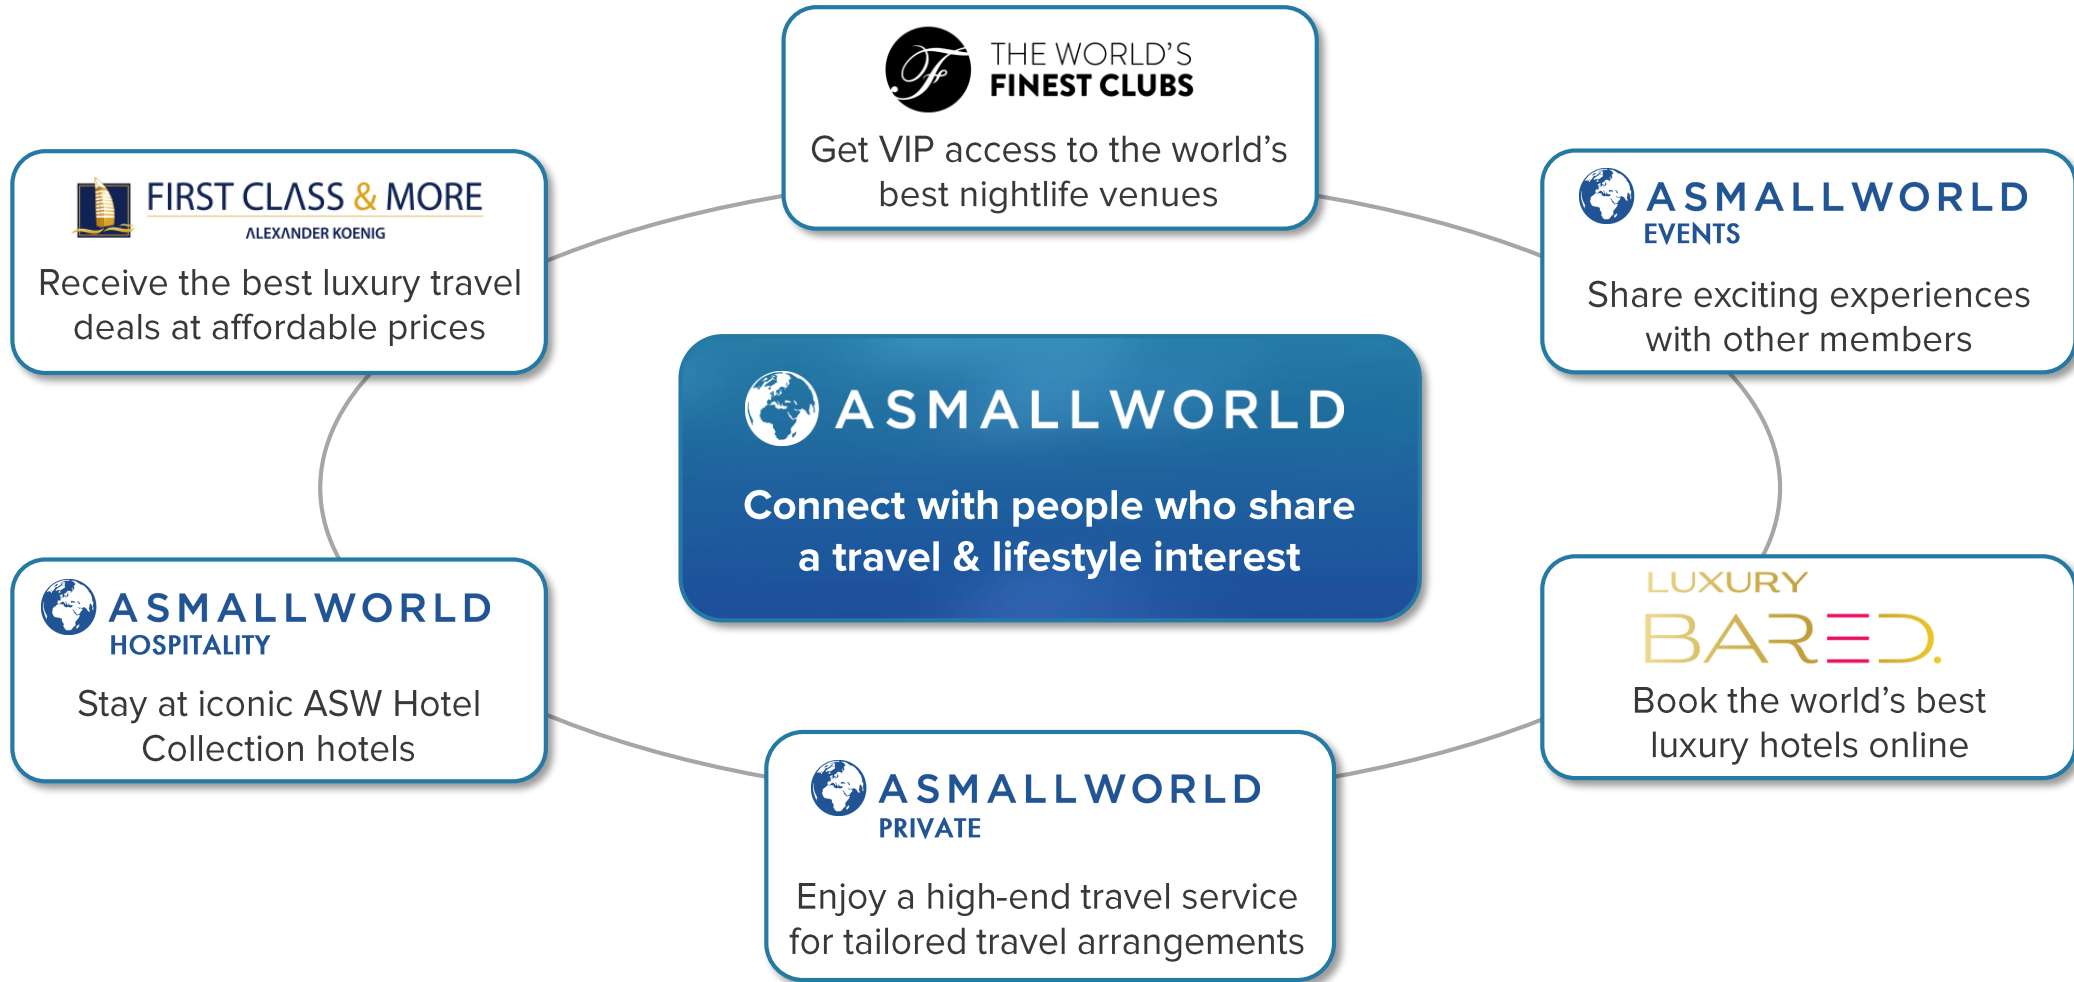 THE WORLD'S
FINEST CLUBS
Get VIP access to the world's
best nightlife venues
FIRST CLASS & MORE
ALEXANDER KOENIG
Receive the best luxury travel
deals at affordable prices
ASMALLWORLD
EVENTS
Share exciting experiences
with other members
ASMALLWORLD
Connect with people who share
a travel & lifestyle interest
ASMALLWORLD
HOSPITALITY
Stay at iconic ASW Hotel
Collection hotels
LUXURY
BARED.
Book the world's best
luxury hotels online
ASMALLWORLD
PRIVATE
Enjoy a high-end travel service
for tailored travel arrangements